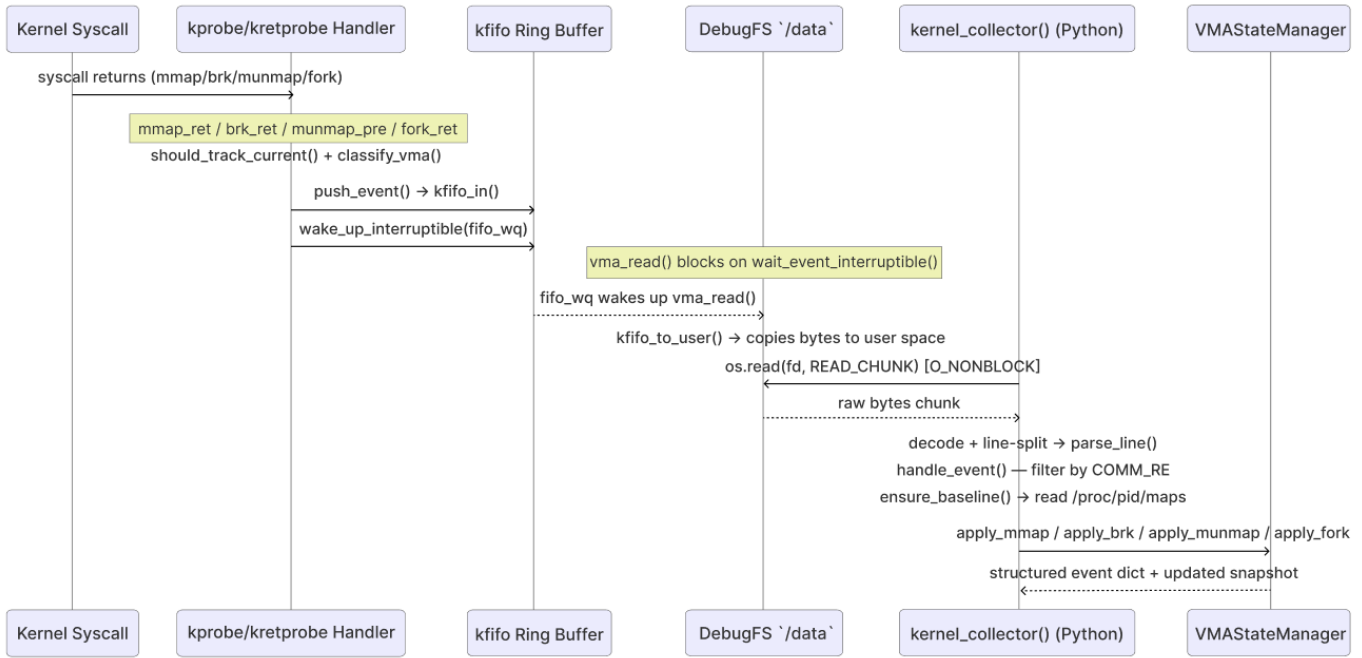 Kernel Syscall
kprobe/kretprobe Handler
kfifo Ring Buffer
DebugFS `/data`
kernel_collector() (Python)
VMAStateManager
syscall returns (mmap/brk/munmap/fork)
mmap_ret / brk_ret / munmap_pre / fork_ret
should_track_current() + classify_vma()
push_event() → kfifo_in()
wake_up_interruptible(fifo_wq)
vma_read() blocks on wait_event_interruptible()
fifo_wq wakes up vma_read()
kfifo_to_user() → copies bytes to user space
os.read(fd, READ_CHUNK) [O_NONBLOCK]
raw bytes chunk
decode + line-split → parse_line()
handle_event() — filter by COMM_RE
ensure_baseline() → read /proc/pid/maps
apply_mmap / apply_brk / apply_munmap / apply_fork
structured event dict + updated snapshot
Kernel Syscall
kprobe/kretprobe Handler
kfifo Ring Buffer
DebugFS `/data`
kernel_collector() (Python)
VMAStateManager